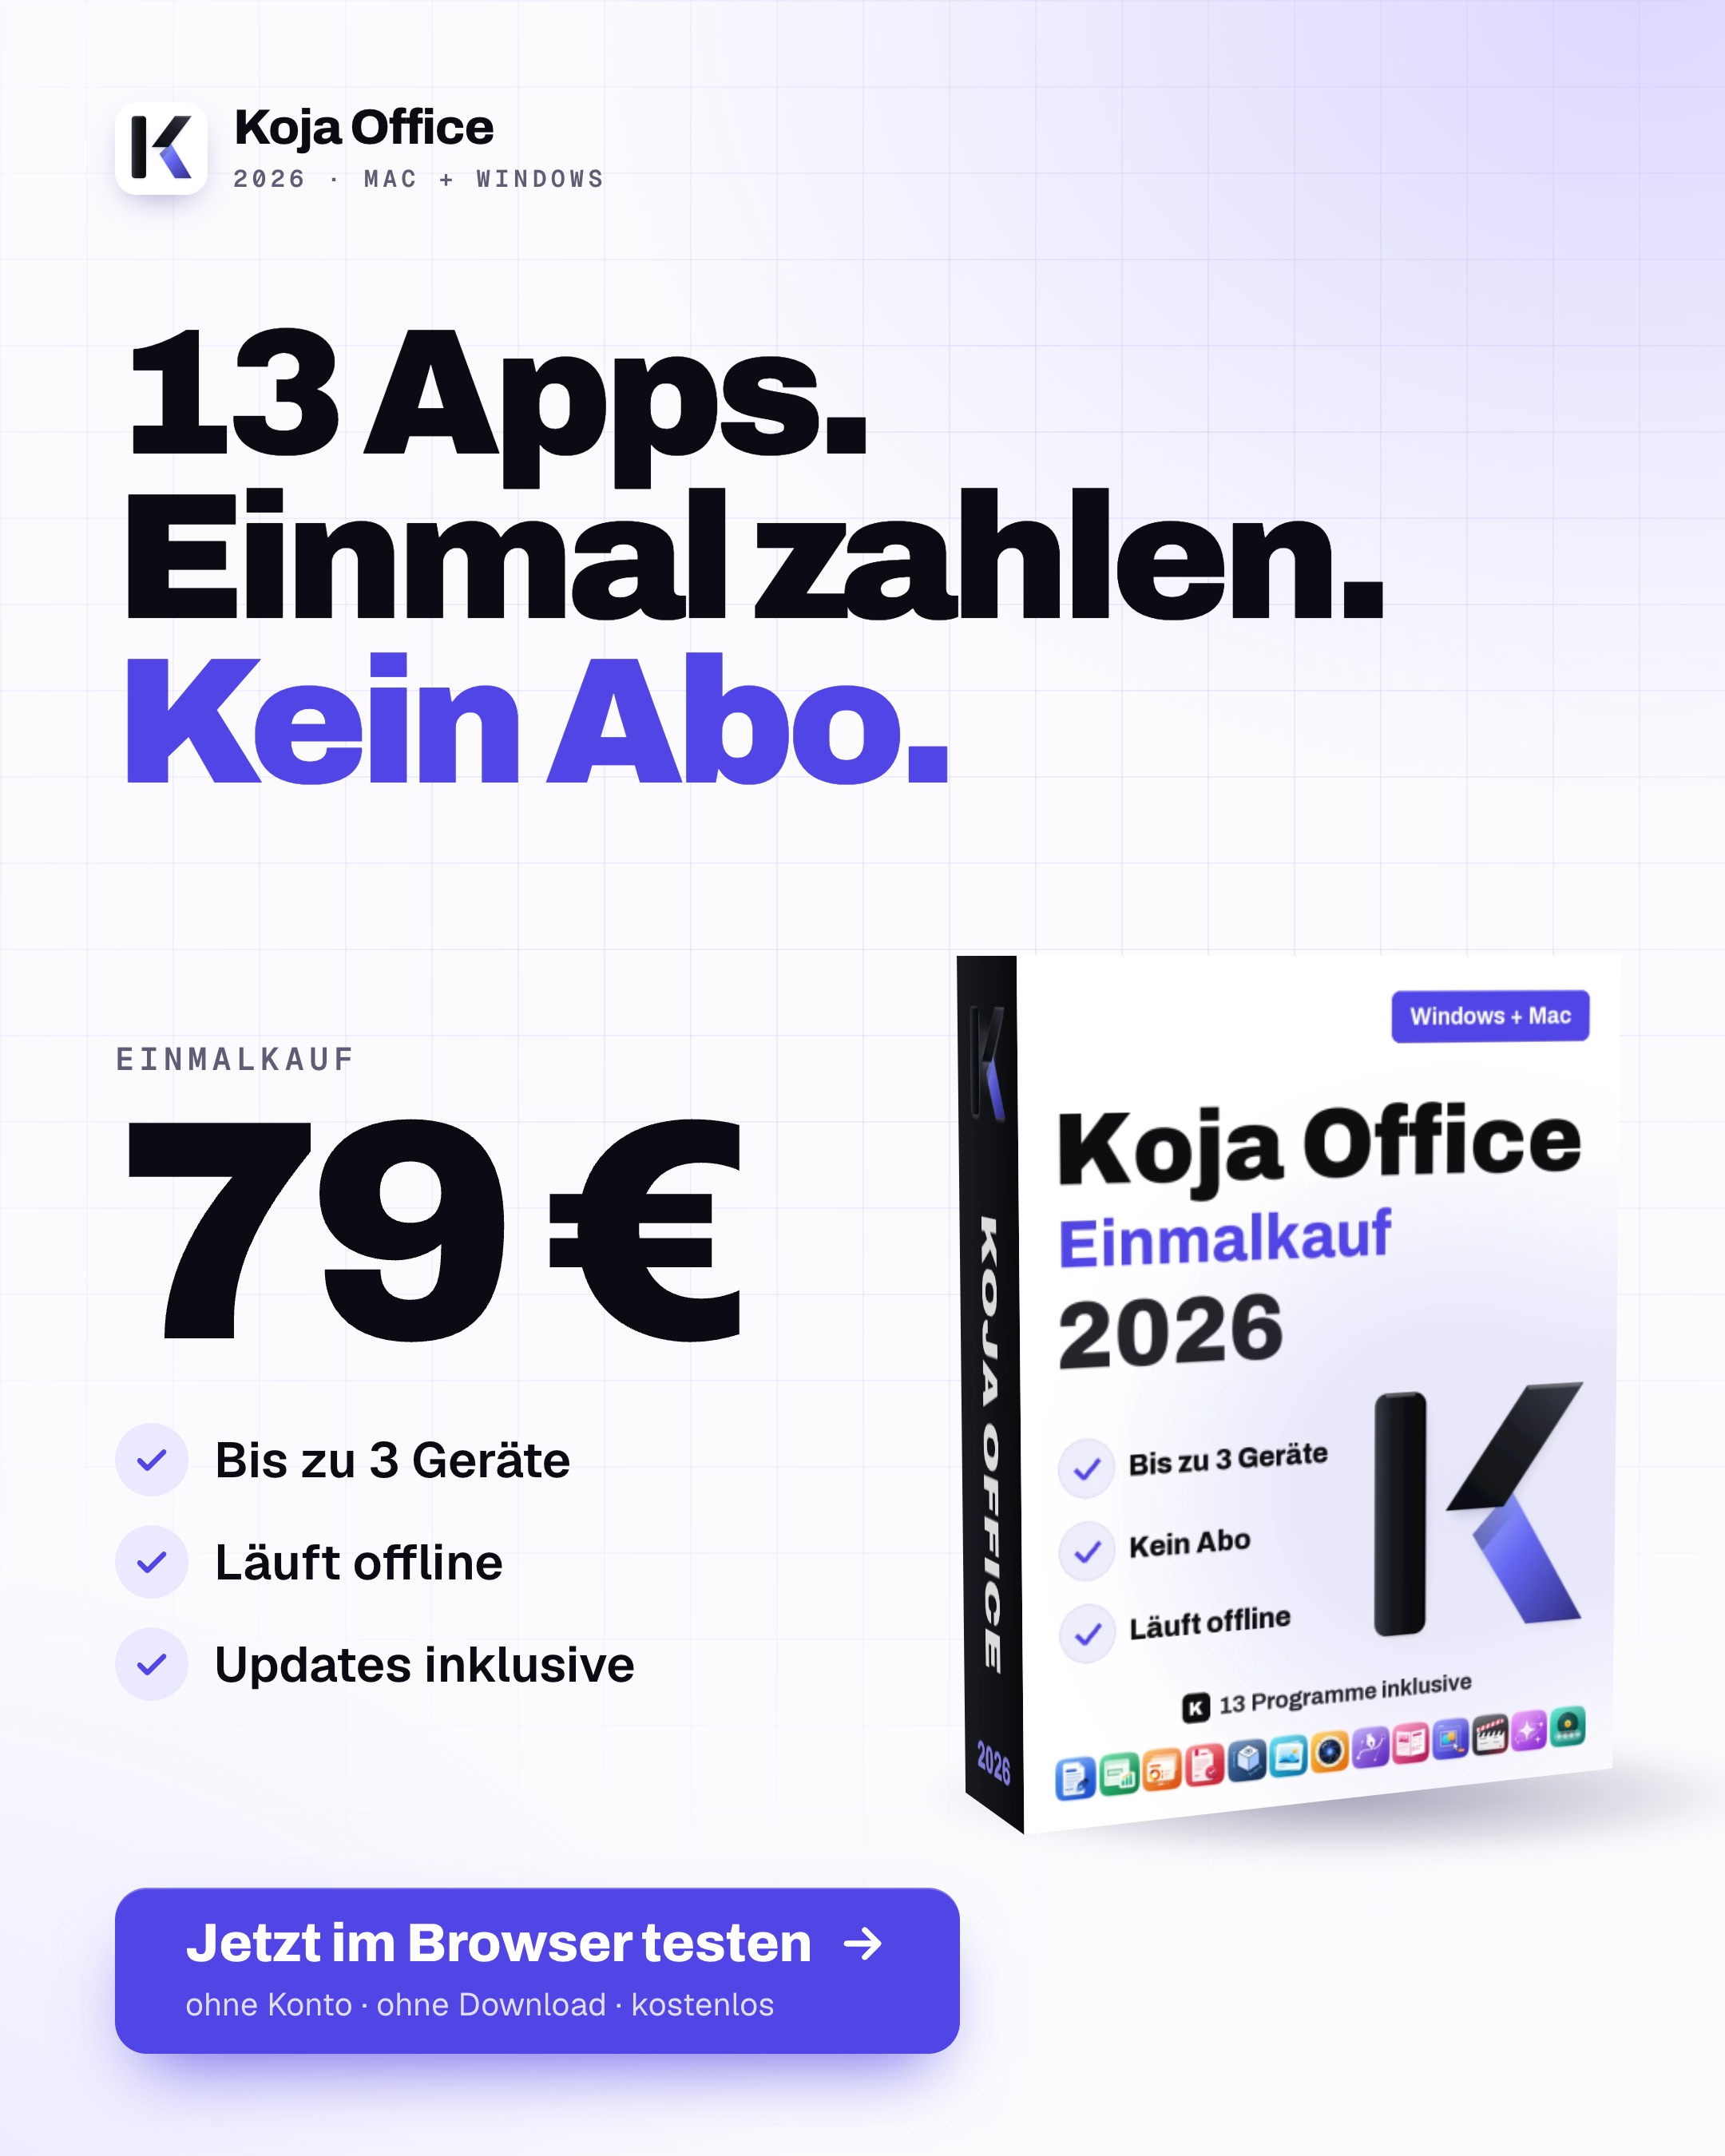 Koja Office
2026 · MAC + WINDOWS
13 Apps.
Einmal zahlen.
Kein Abo.
EINMALKAUF
79 €
Bis zu 3 Geräte
Läuft offline
Updates inklusive
KOJA OFFICE
2026
Windows + Mac
Koja Office
Einmalkauf
2026
Bis zu 3 Geräte
Kein Abo
Läuft offline
K 13 Programme inklusive
Jetzt im Browser testen →
ohne Konto · ohne Download · kostenlos